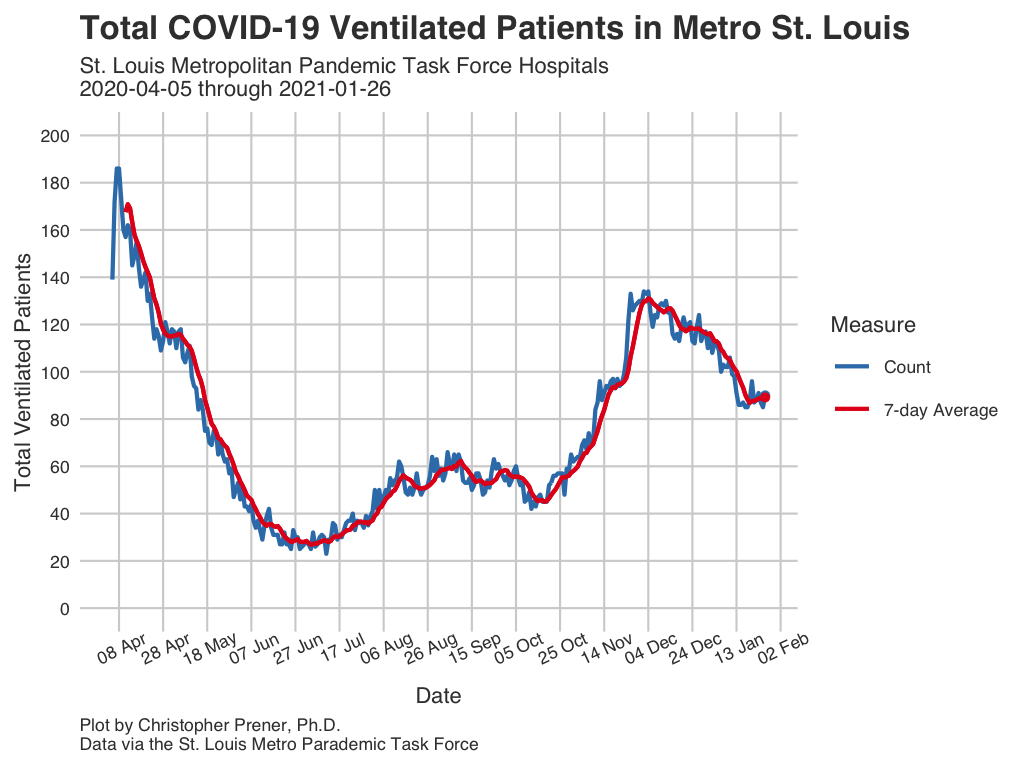 Total COVID-19 Ventilated Patients in Metro St. Louis
St. Louis Metropolitan Pandemic Task Force Hospitals
2020-04-05 through 2021-01-26
Total Ventilated Patients
200
180
160
140
120
100
80
60
40
20
0
08 Apr
28 Apr
18 May
07 Jun
27 Jun
17 Jul
06 Aug
26 Aug
15 Sep
05 Oct
25 Oct
14 Nov
04 Dec
24 Dec
13 Jan
02 Feb
Date
Measure
Count
7-day Average
Plot by Christopher Prener, Ph.D.
Data via the St. Louis Metro Parademic Task Force